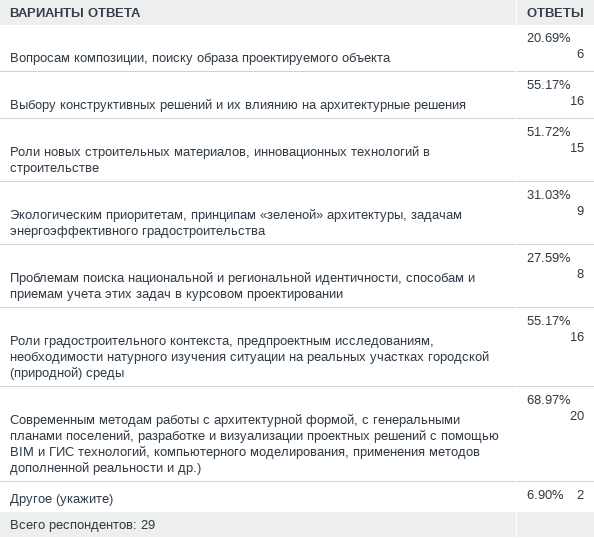 ВАРИАНТЫ ОТВЕТА ОТВЕТЫ
20.69%
6
Вопросам композиции, поиску образа проектируемого объекта
55.17%
16
Выбору конструктивных решений и их влиянию на архитектурные решения
51.72%
15
Роли новых строительных материалов, инновационных технологий в
строительстве
31.03%
9
Экологическим приоритетам, принципам «зеленой» архитектуры, задачам
энергоэффективного градостроительства
27.59%
8
Проблемам поиска национальной и региональной идентичности, способам и
приемам учета этих задач в курсовом проектировании
55.17%
16
Роли градостроительного контекста, предпроектным исследованиям,
необходимости натурного изучения ситуации на реальных участках городской
(природной) среды
68.97%
20
Современным методам работы с архитектурной формой, с генеральными
планами поселений, разработке и визуализации проектных решений с помощью
BIM и ГИС технологий, компьютерного моделирования, применения методов
дополненной реальности и др.)
Другое (укажите) 6.90% 2
Всего респондентов: 29